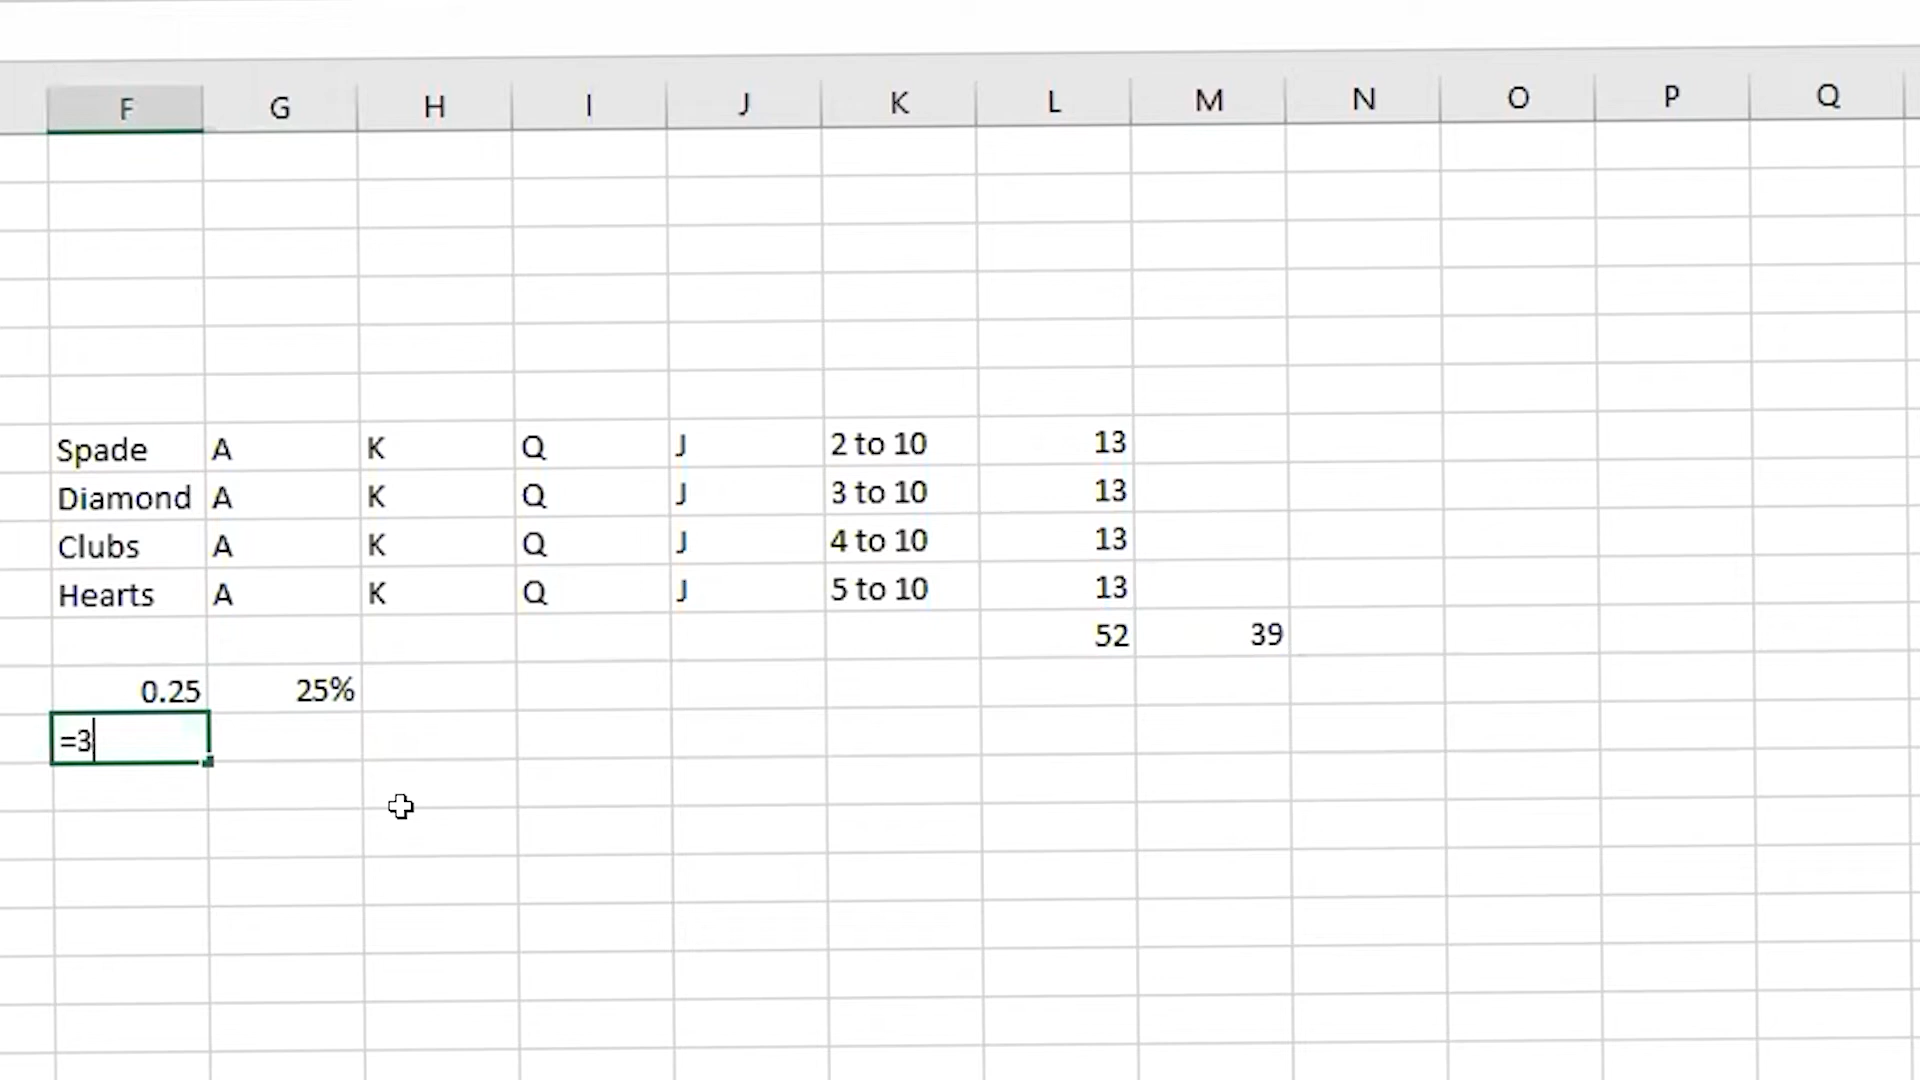 F G H I J K L M N O P Q
Spade A K Q J 2 to 10 13
Diamond A K Q J 3 to 10 13
Clubs A K Q J 4 to 10 13
Hearts A K Q J 5 to 10 13
52 39
0.25 25%
=3